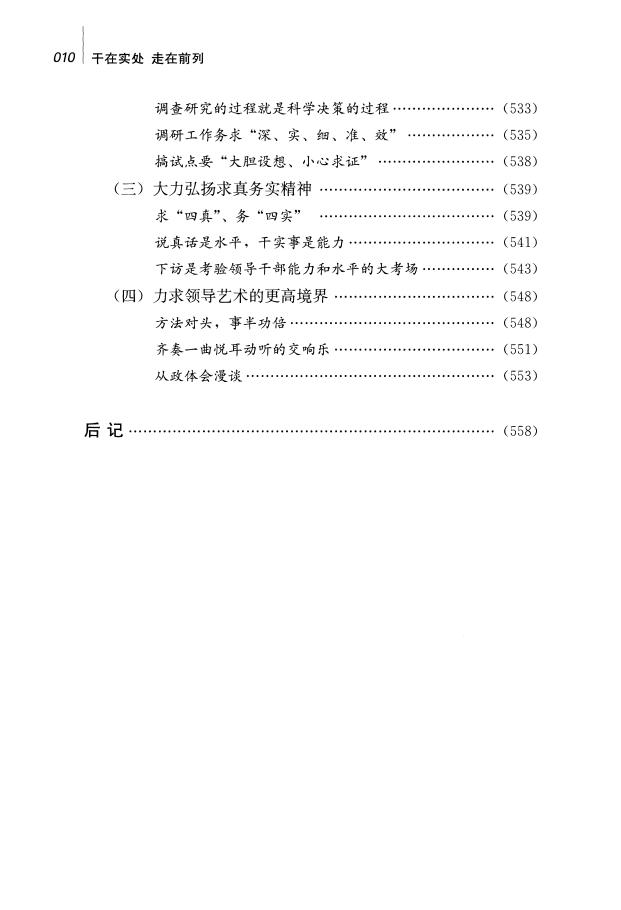 010 干在实处 走在前列
调查研究的过程就是科学决策的过程………………… (533)
调研工作务求“深、实、细、准、效” ……………… (535)
搞试点要“大胆设想、小心求证” …………………… (538)
(三) 大力弘扬求真务实精神 ……………………………… (539)
求“四真”、务“四实” ……………………………… (539)
说真话是水平，干实事是能力………………………… (541)
下访是考验领导干部能力和水平的大考场…………… (543)
(四) 力求领导艺术的更高境界 …………………………… (548)
方法对头，事半功倍…………………………………… (548)
齐奏一曲悦耳动听的交响乐…………………………… (551)
从政体会漫谈…………………………………………… (553)
后 记………………………………………………………………… (558)